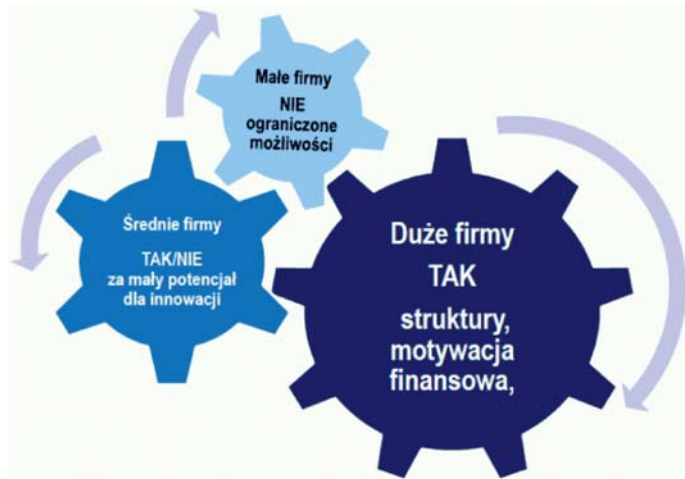 Małe firmy
NIE
ograniczone
możliwości
Średnie firmy
TAK/NIE
za mały potencjał
dla innowacji
Duże firmy
TAK
struktury,
motywacja
finansowa,